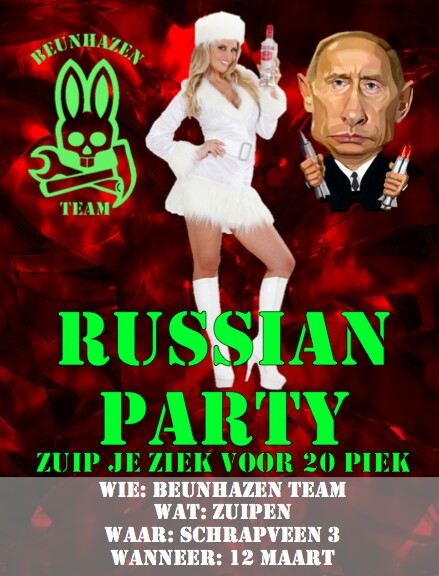 BEUNHAZEN
TEAM
RUSSIAN
PARTY
ZUIP JE ZIEK VOOR 20 PIEK
WIE: BEUNHAZEN TEAM
WAT: ZUIPEN
WAAR: SCHRAPVEEN 3
WANNEER: 12 MAART